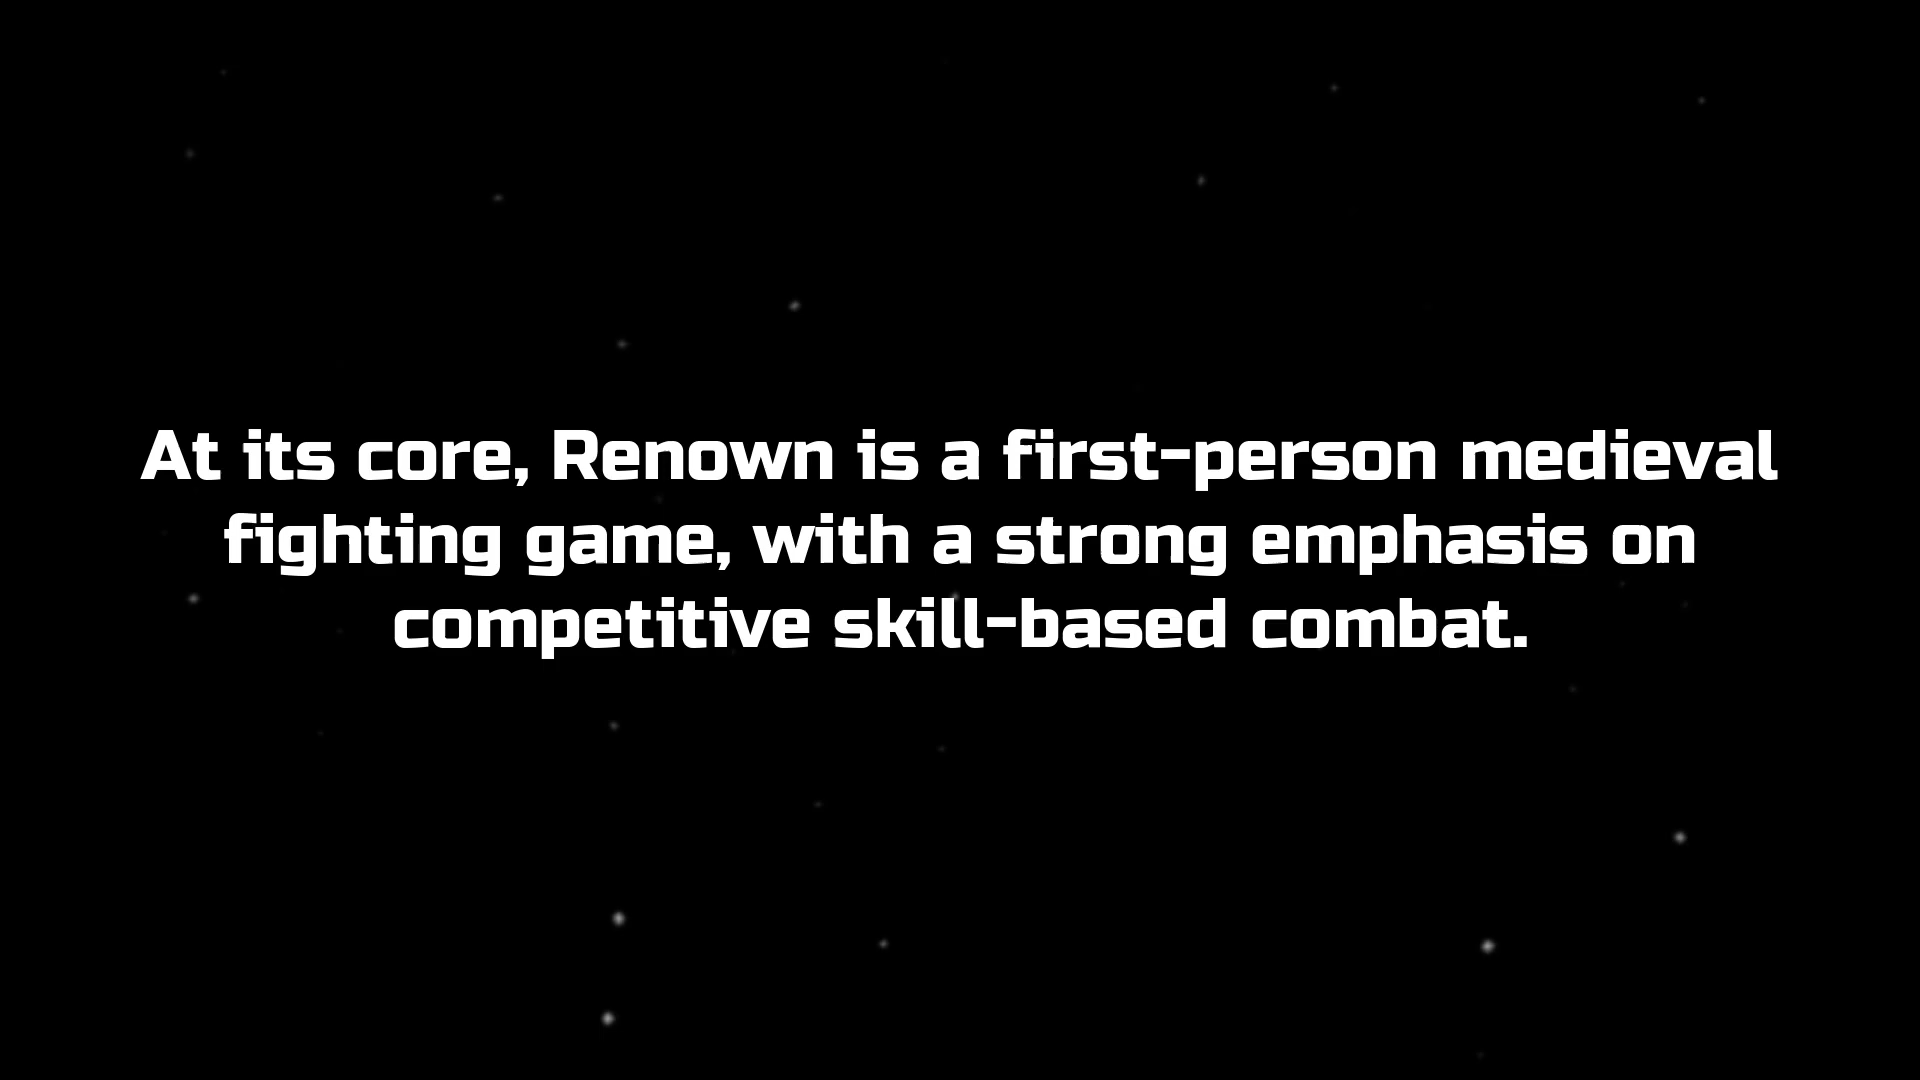 At its core, Renown is a first-person medieval
fighting game, with a strong emphasis on
competitive skill-based combat.